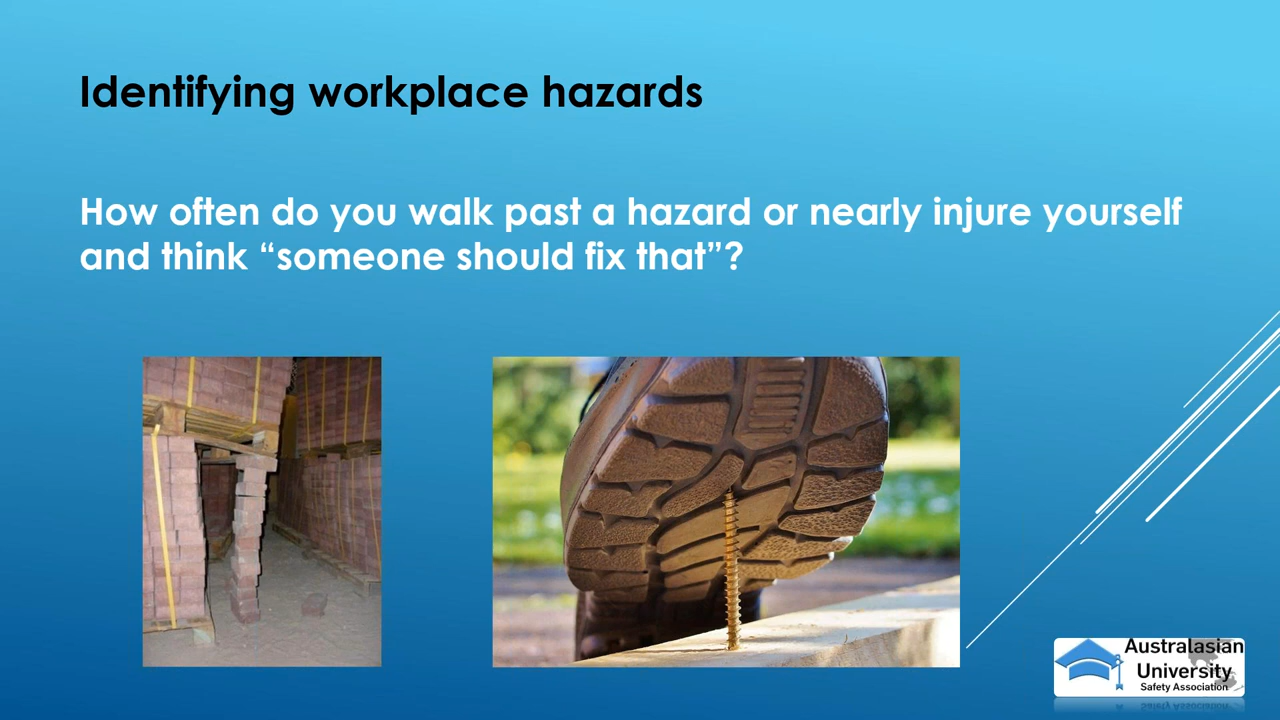 Identifying workplace hazards
How often do you walk past a hazard or nearly injure yourself
and think “someone should fix that”?
Australasian
University
Safety Association